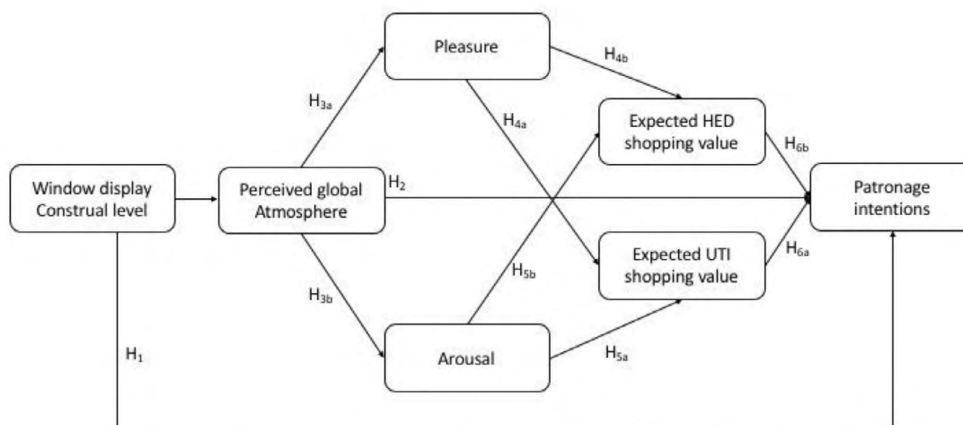 Pleasure
H4b
H3a
H4a
Expected HED
shopping value
H6b
Window display
Construal level
Perceived global
Atmosphere
H2
Patronage
intentions
Expected UTI
shopping value
H6a
H5b
H3b
H1
Arousal
H5a